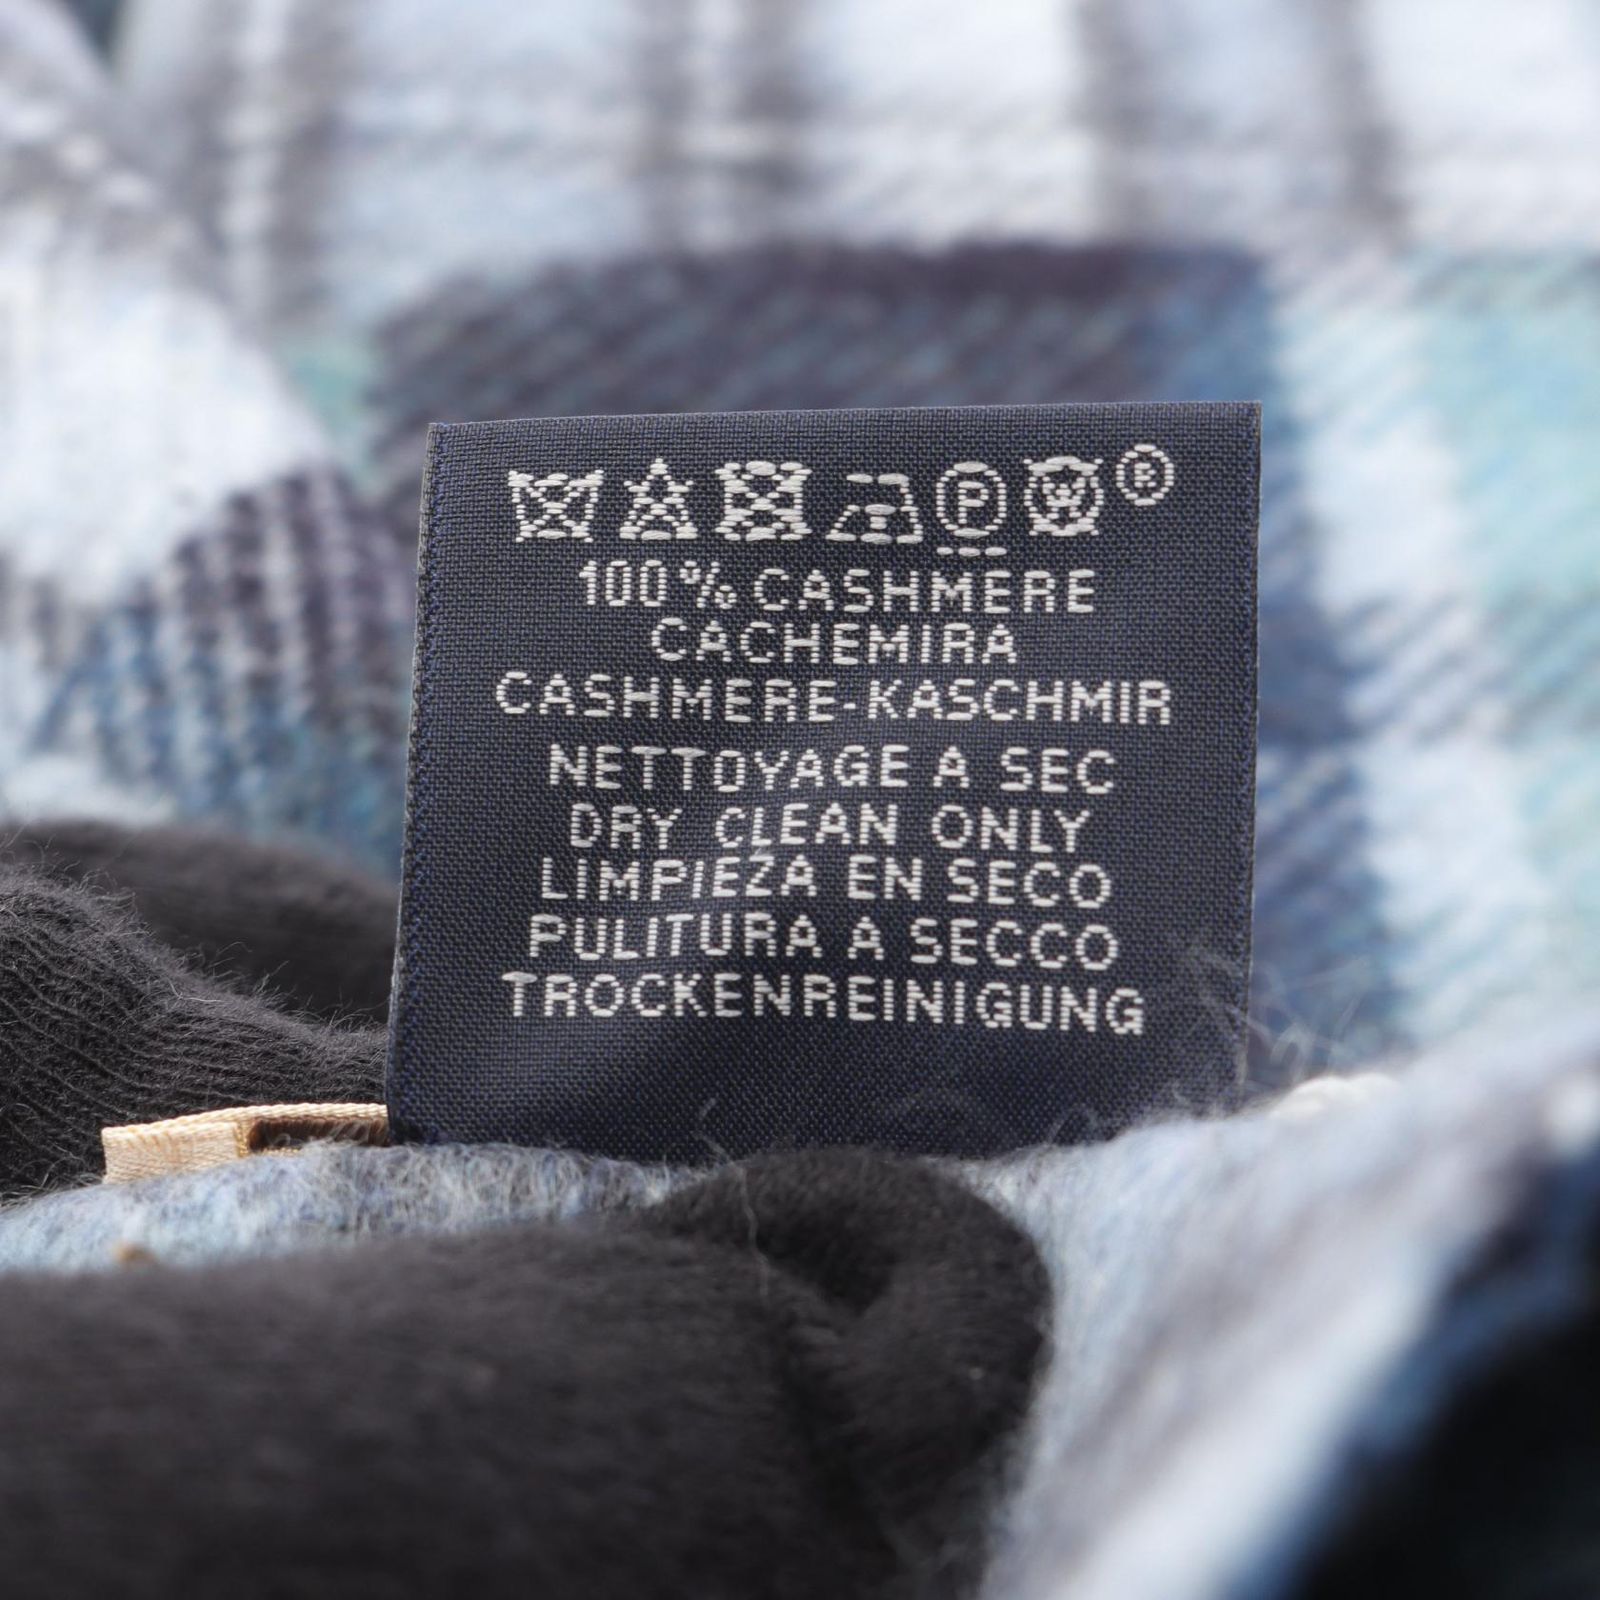 P W ®
100% CASHMERE
CACHEMIRA
CASHMERE-KASCHMIR
NETTOYAGE A SEC
DRY CLEAN ONLY
LIMPIEZA EN SECO
PULITURA A SECCO
TROCKENREINIGUNG